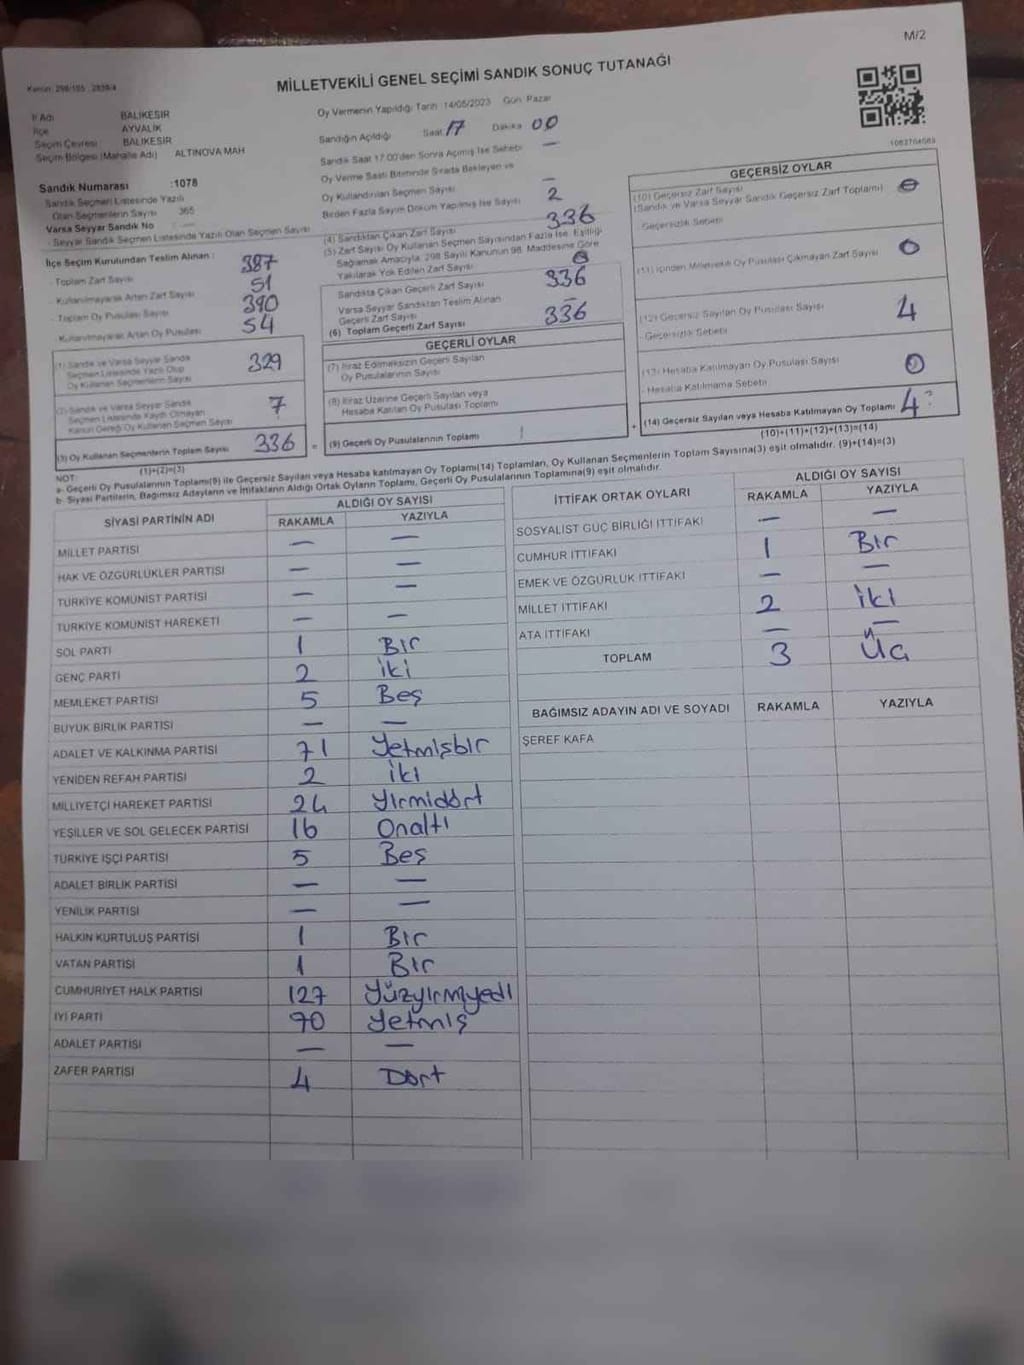 M/2
MİLLETVEKİLİ GENEL SEÇİMİ SANDIK SONUÇ TUTANAĞI
İl Adı BALIKESİR
İlçe AYVALIK
Seçim Çevresi BALIKESİR
Seçim Bölgesi (Mahalle Adı) ALTINOVA MAH
Sandık Numarası :1078
Sandık Seçmen Listesinde Yazılı
Olan Seçmenlerin Sayısı 365
Varsa Seyyar Sandık No
- Seyyar Sandık Seçmen Listesinde Yazılı Olan Seçmen Sayısı
Oy Vermenin Yapıldığı Tarih :14/05/2023 Gün Pazar
Sandığın Açıldığı Saat 17 Dakika 00
Sandık Saat 17.00'den Sonra Açılmış İse Sebebi —
Oy Verme Saati Bitiminde Sırada Bekleyen ve
Oy Kullandırılan Seçmen Sayısı —
Birden Fazla Sayım Döküm Yapılmış İse Sayısı 2
İlçe Seçim Kurulundan Teslim Alınan :
- Toplam Zarf Sayısı 387
- Kullanılmayarak Artan Zarf Sayısı 51
- Toplam Oy Pusulası Sayısı 390
- Kullanılmayarak Artan Oy Pusulası 54
(1) Sandık ve Varsa Seyyar Sandık
Seçmen Listesinde Yazılı Olup
Oy Kullanan Seçmenlerin Sayısı 329
(2) Sandık ve Varsa Seyyar Sandık
Seçmen Listesinde Kaydı Olmayan
Kanun Gereği Oy Kullanan Seçmen Sayısı 7
(3) Oy Kullanan Seçmenlerin Toplam Sayısı 336
(1)+(2)=(3)
(4) Sandıktan Çıkan Zarf Sayısı 336
(5) Zarf Sayısı Oy Kullanan Seçmen Sayısından Fazla İse, Eşitliği
Sağlamak Amacıyla, 298 Sayılı Kanunun 98. Maddesine Göre
Yakılarak Yok Edilen Zarf Sayısı 0
Sandıkta Çıkan Geçerli Zarf Sayısı 336
Varsa Seyyar Sandıktan Teslim Alınan
Geçerli Zarf Sayısı —
(6) Toplam Geçerli Zarf Sayısı 336
GEÇERLİ OYLAR
(7) İtiraz Edilmeksizin Geçerli Sayılan
Oy Pusulalarının Sayısı
(8) İtiraz Üzerine Geçerli Sayılan veya
Hesaba Katılan Oy Pusulası Toplamı
= (9) Geçerli Oy Pusulalarının Toplamı
1083704063
GEÇERSİZ OYLAR
(10) Geçersiz Zarf Sayısı 0
(Sandık ve Varsa Seyyar Sandık Geçersiz Zarf Toplamı)
- Geçersizlik Sebebi
(11) İçinden Milletvekili Oy Pusulası Çıkmayan Zarf Sayısı 0
(12) Geçersiz Sayılan Oy Pusulası Sayısı 4
- Geçersizlik Sebebi
(13) Hesaba Katılmayan Oy Pusulası Sayısı 0
- Hesaba Katılmama Sebebi
+ (14) Geçersiz Sayılan veya Hesaba Katılmayan Oy Toplamı 4
(10)+(11)+(12)+(13)=(14)
NOT:
a- Geçerli Oy Pusulalarının Toplamı(9) ile Geçersiz Sayılan veya Hesaba katılmayan Oy Toplamı(14) Toplamları, Oy Kullanan Seçmenlerin Toplam Sayısına(3) eşit olmalıdır. (9)+(14)=(3)
b- Siyasi Partilerin, Bağımsız Adayların ve İttifakların Aldığı Ortak Oyların Toplamı, Geçerli Oy Pusulalarının Toplamına(9) eşit olmalıdır.
SİYASİ PARTİNİN ADI ALDIĞI OY SAYISI
RAKAMLA YAZIYLA
MİLLET PARTİSİ — —
HAK VE ÖZGÜRLÜKLER PARTİSİ — —
TÜRKİYE KOMÜNİST PARTİSİ — —
TÜRKİYE KOMÜNİST HAREKETİ — —
SOL PARTİ 1 Bir
GENÇ PARTİ 2 iki
MEMLEKET PARTİSİ 5 Beş
BÜYÜK BİRLİK PARTİSİ — —
ADALET VE KALKINMA PARTİSİ 71 Yetmişbir
YENİDEN REFAH PARTİSİ 2 iki
MİLLİYETÇİ HAREKET PARTİSİ 24 Yirmidört
YEŞİLLER VE SOL GELECEK PARTİSİ 16 Onaltı
TÜRKİYE İŞÇİ PARTİSİ 5 Beş
ADALET BİRLİK PARTİSİ — —
YENİLİK PARTİSİ — —
HALKIN KURTULUŞ PARTİSİ 1 Bir
VATAN PARTİSİ 1 Bir
CUMHURİYET HALK PARTİSİ 127 Yüzyirmiyedi
İYİ PARTİ 70 Yetmiş
ADALET PARTİSİ — —
ZAFER PARTİSİ 4 Dört
İTTİFAK ORTAK OYLARI ALDIĞI OY SAYISI
RAKAMLA YAZIYLA
SOSYALİST GÜÇ BİRLİĞİ İTTİFAKI — —
CUMHUR İTTİFAKI 1 Bir
EMEK VE ÖZGÜRLÜK İTTİFAKI — —
MİLLET İTTİFAKI 2 iki
ATA İTTİFAKI — —
TOPLAM 3 Üç
BAĞIMSIZ ADAYIN ADI VE SOYADI RAKAMLA YAZIYLA
ŞEREF KAFA